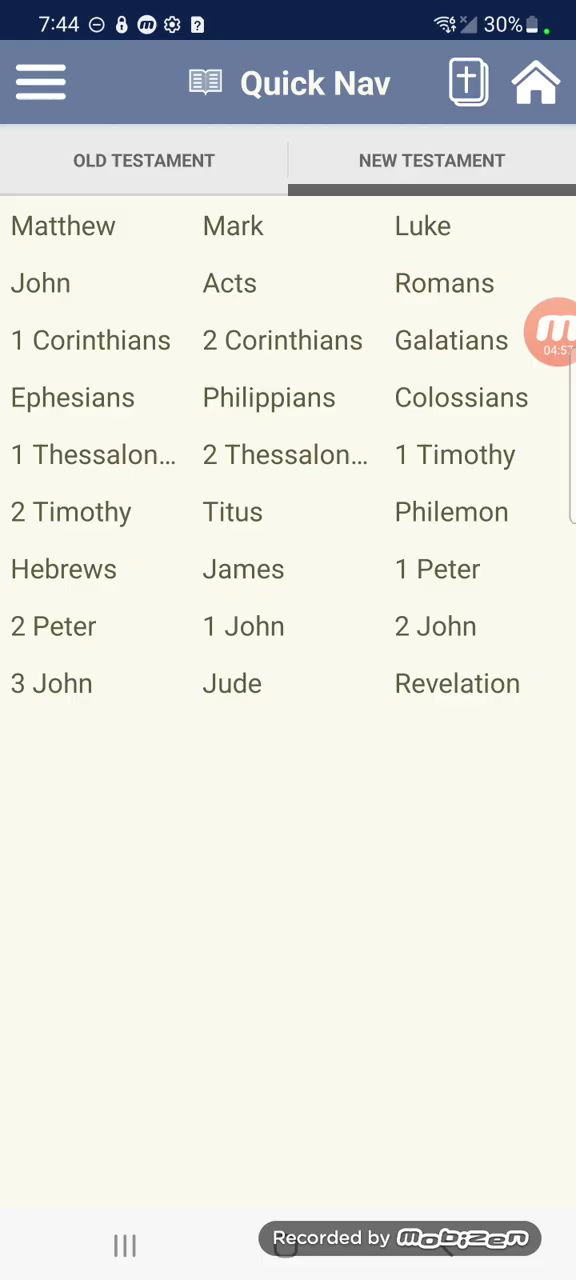 7:44 30%
Quick Nav
OLD TESTAMENT NEW TESTAMENT
Matthew Mark Luke
John Acts Romans
1 Corinthians 2 Corinthians Galatians
04:57
Ephesians Philippians Colossians
1 Thessalon... 2 Thessalon... 1 Timothy
2 Timothy Titus Philemon
Hebrews James 1 Peter
2 Peter 1 John 2 John
3 John Jude Revelation
Recorded by mobizen